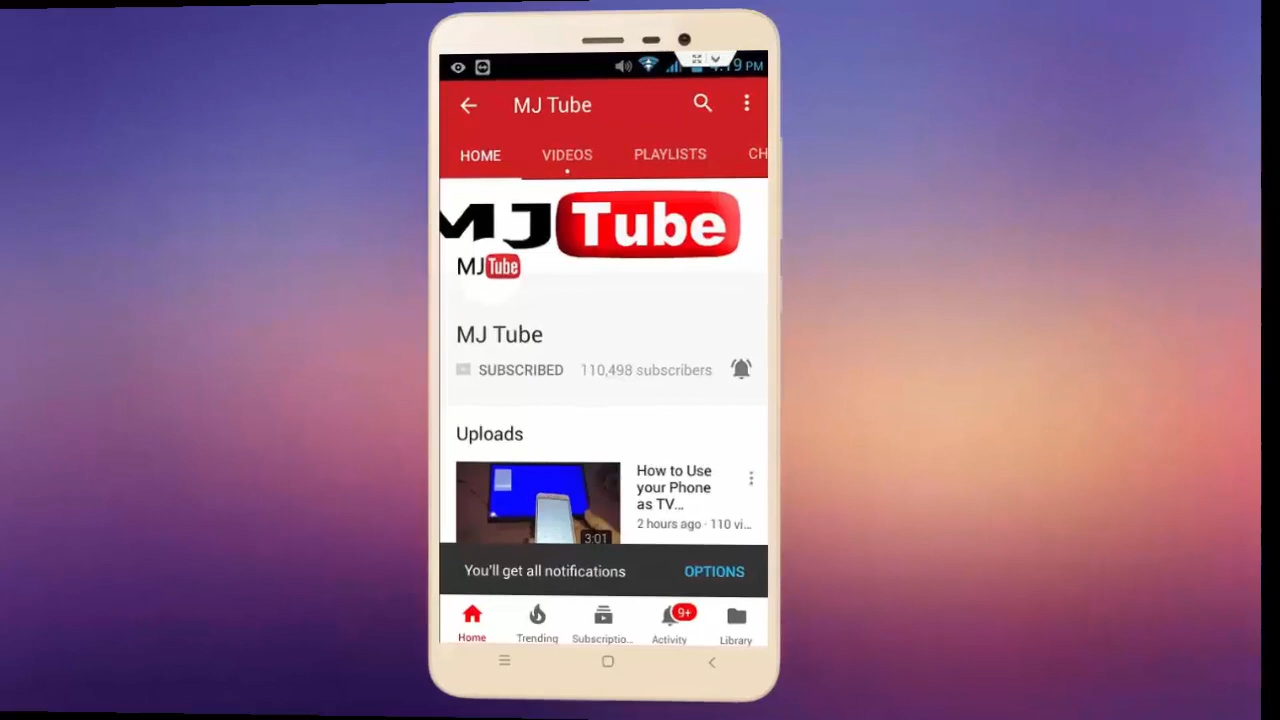 PM
MJ Tube
HOME VIDEOS PLAYLISTS CH
MJ Tube
MJ Tube
MJ Tube
SUBSCRIBED 110,498 subscribers
Uploads
How to Use
your Phone
as TV...
2 hours ago · 110 vi...
3:01
You'll get all notifications OPTIONS
9+
Home Trending Subscriptio... Activity Library